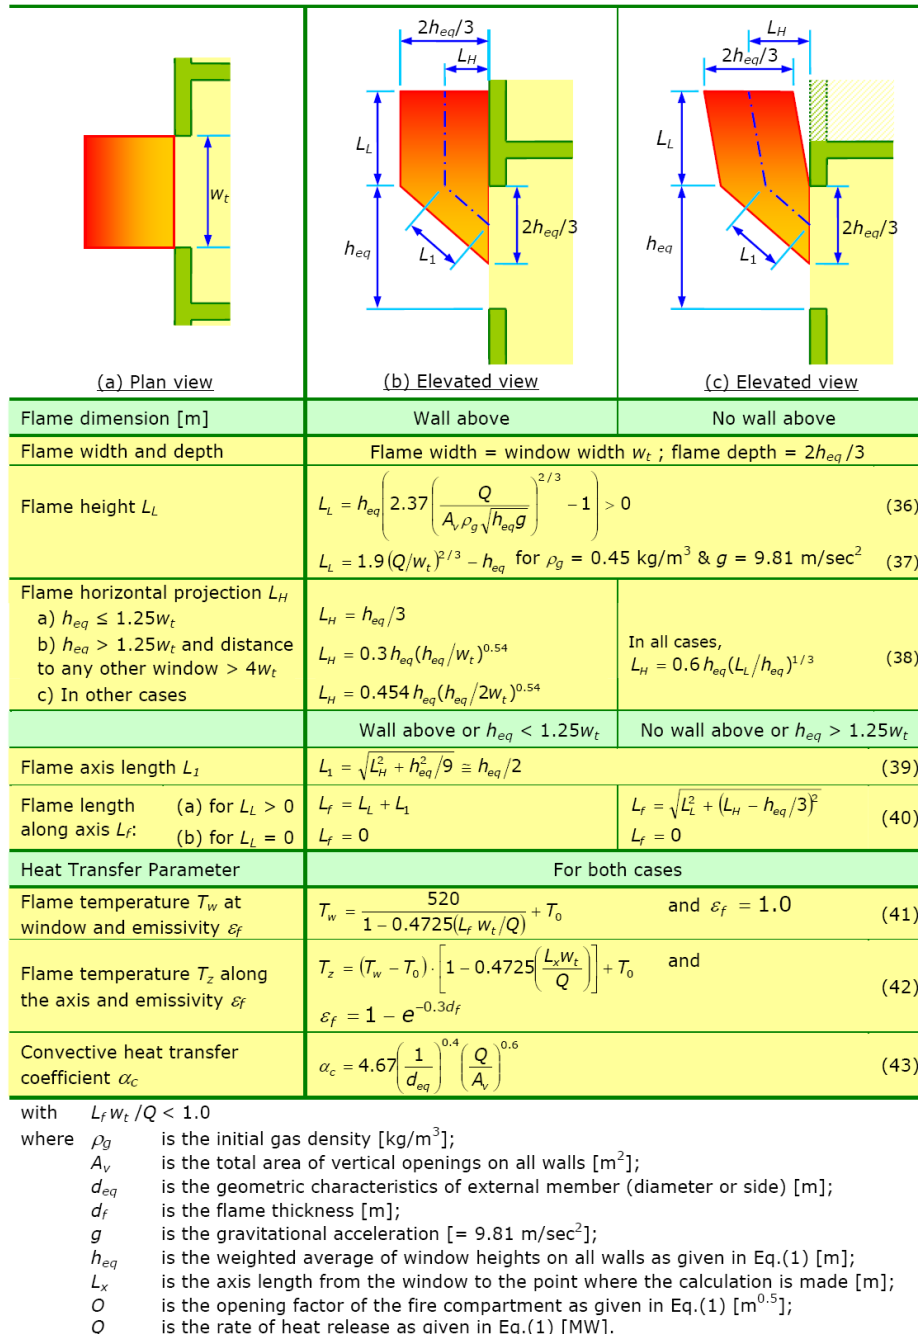 2h_eq/3
L_H
L_H
2h_eq/3
L_L
L_L
w_t
2h_eq/3
2h_eq/3
h_eq
L_1
h_eq
L_1
(a) Plan view
(b) Elevated view
(c) Elevated view
Flame dimension [m] Wall above No wall above
Flame width and depth Flame width = window width w_t ; flame depth = 2h_eq/3
Flame height L_L L_L = h_eq(2.37(Q/(A_v ρ_g √(h_eq g)))^{2/3} − 1) > 0 (36)
L_L = 1.9(Q/w_t)^{2/3} − h_eq for ρ_g = 0.45 kg/m³ & g = 9.81 m/sec² (37)
Flame horizontal projection L_H
a) h_eq ≤ 1.25w_t L_H = h_eq/3
b) h_eq > 1.25w_t and distance
to any other window > 4w_t L_H = 0.3 h_eq(h_eq/w_t)^{0.54}
c) In other cases L_H = 0.454 h_eq(h_eq/2w_t)^{0.54}
In all cases,
L_H = 0.6 h_eq(L_L/h_eq)^{1/3} (38)
Wall above or h_eq < 1.25w_t No wall above or h_eq > 1.25w_t
Flame axis length L_1 L_1 = √(L_H² + h_eq²/9) ≅ h_eq/2 (39)
Flame length (a) for L_L > 0 L_f = L_L + L_1 L_f = √(L_L² + (L_H − h_eq/3)²) (40)
along axis L_f: (b) for L_L = 0 L_f = 0 L_f = 0
Heat Transfer Parameter For both cases
Flame temperature T_w at
window and emissivity ε_f T_w = 520/(1 − 0.4725(L_f w_t/Q)) + T_0 and ε_f = 1.0 (41)
Flame temperature T_z along
the axis and emissivity ε_f T_z = (T_w − T_0) · [1 − 0.4725(L_x w_t/Q)] + T_0 and
ε_f = 1 − e^{−0.3d_f} (42)
Convective heat transfer
coefficient α_c α_c = 4.67(1/d_eq)^{0.4}(Q/A_v)^{0.6} (43)
with L_f w_t /Q < 1.0
where ρ_g is the initial gas density [kg/m³];
A_v is the total area of vertical openings on all walls [m²];
d_eq is the geometric characteristics of external member (diameter or side) [m];
d_f is the flame thickness [m];
g is the gravitational acceleration [= 9.81 m/sec²];
h_eq is the weighted average of window heights on all walls as given in Eq.(1) [m];
L_x is the axis length from the window to the point where the calculation is made [m];
O is the opening factor of the fire compartment as given in Eq.(1) [m^{0.5}];
Q is the rate of heat release as given in Eq.(1) [MW].